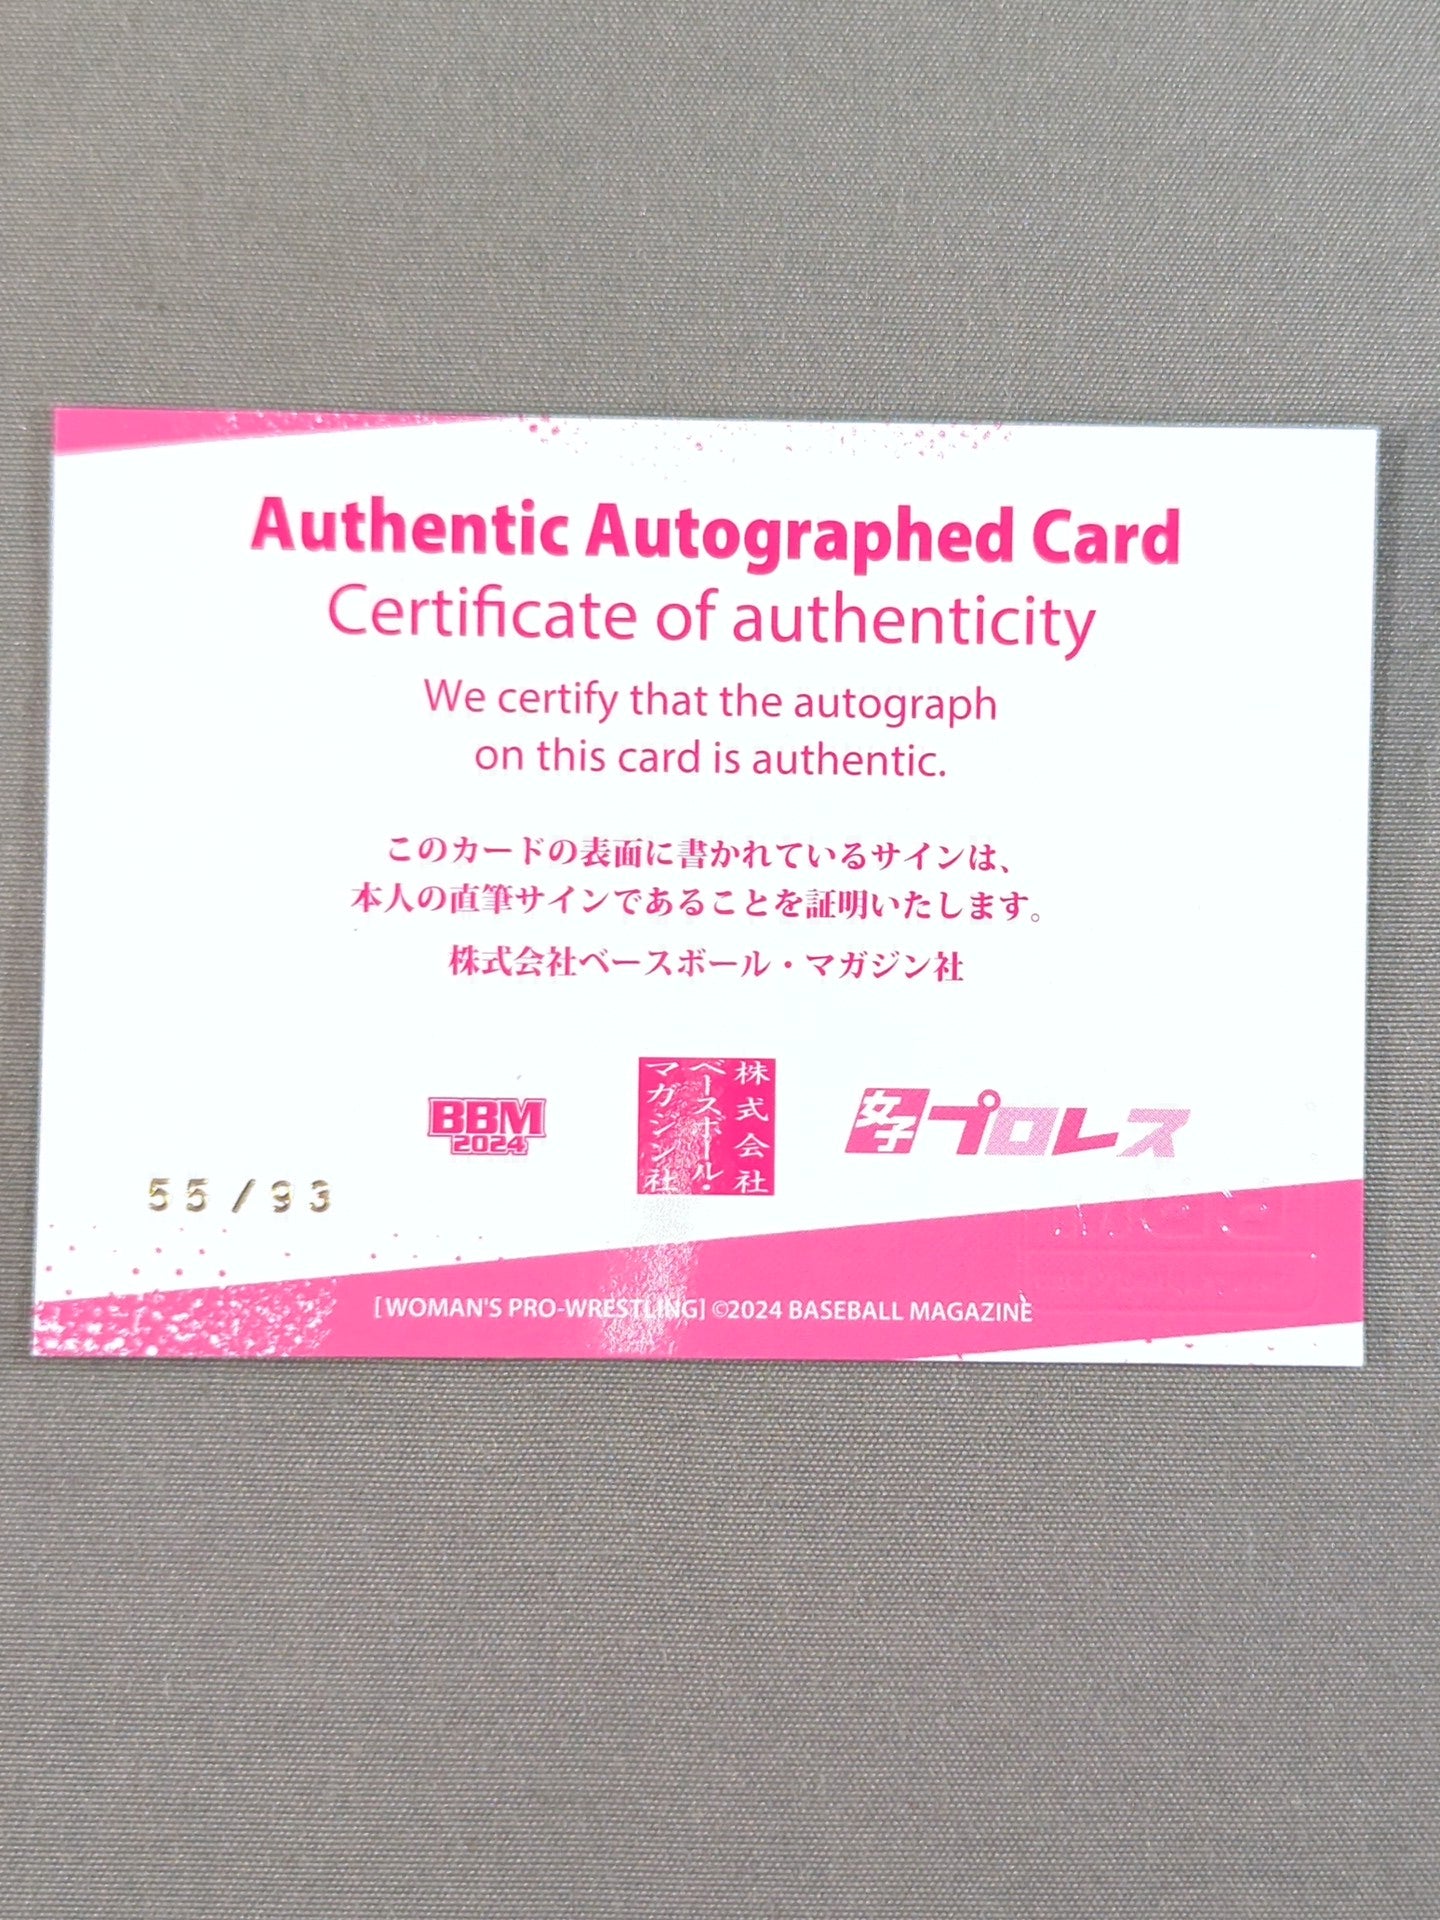 Authentic Autographed Card
Certificate of authenticity
We certify that the autograph
on this card is authentic.
このカードの表面に書かれているサインは、
本人の直筆サインであることを証明いたします。
株式会社ベースボール・マガジン社
BBM
2024
株式会社
ベースボール・
マガジン社
女子プロレス
55/93
[WOMAN'S PRO-WRESTLING] ©2024 BASEBALL MAGAZINE